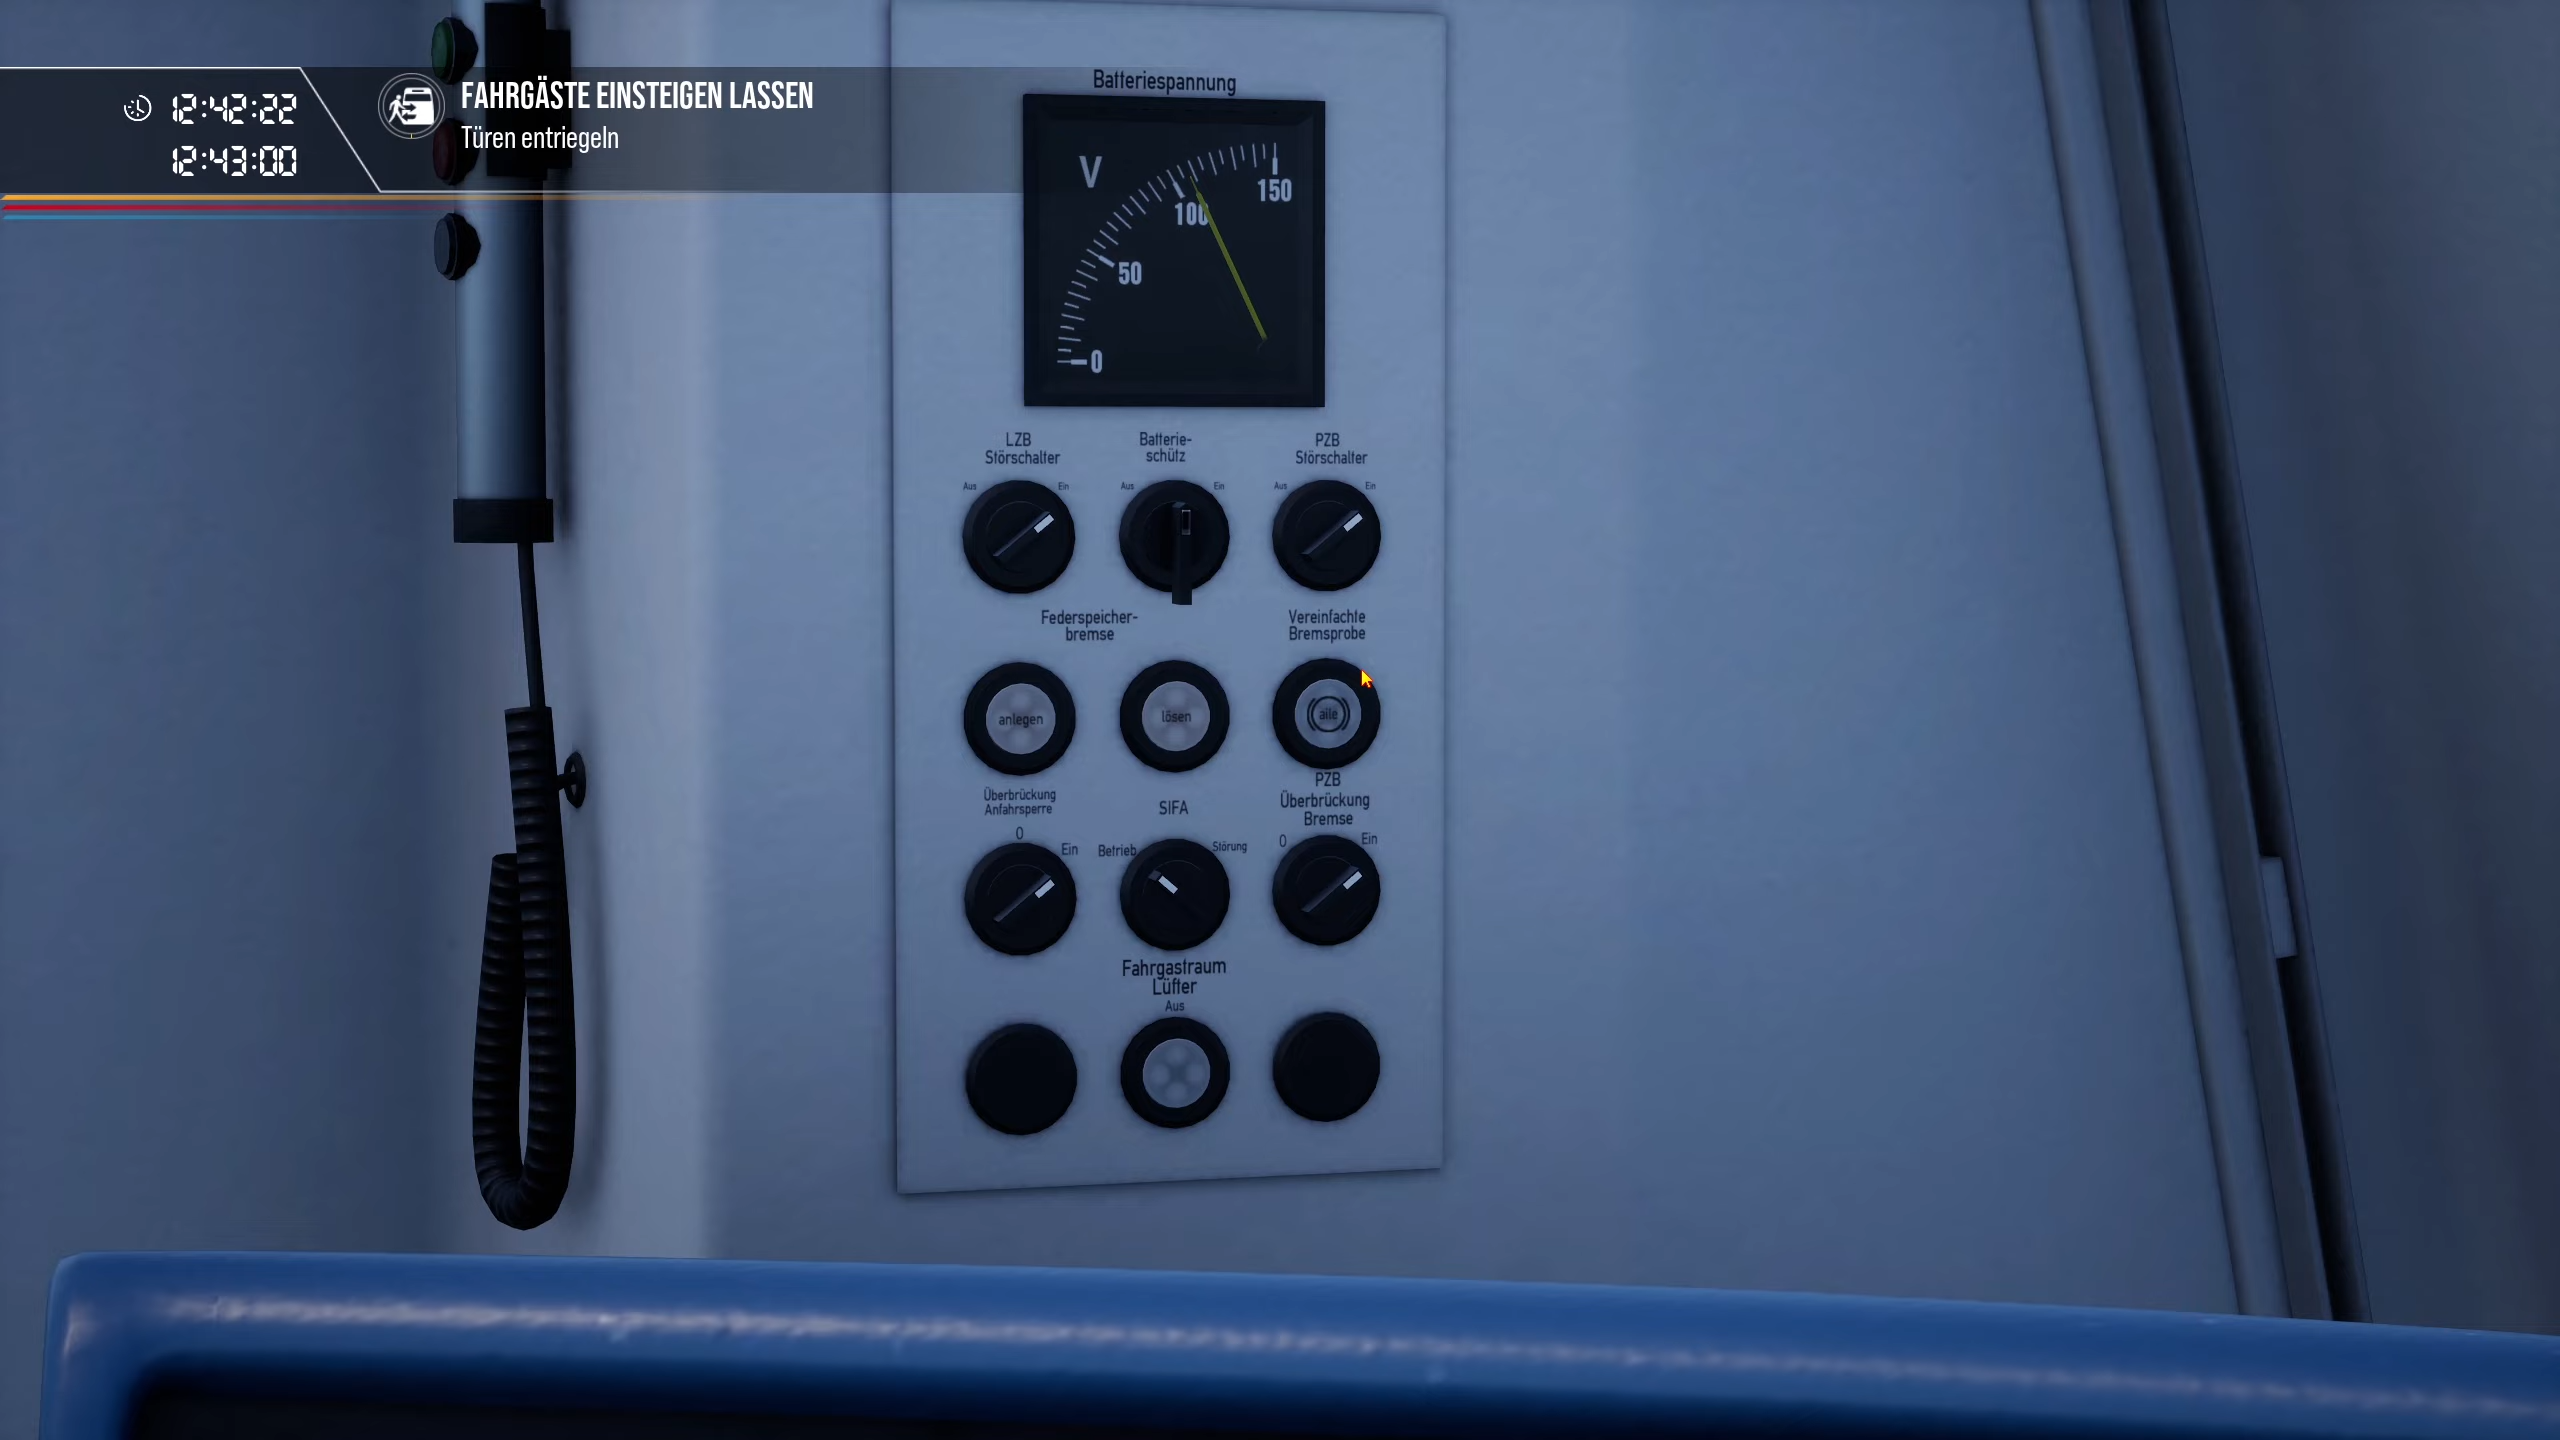 12:42:22
12:43:00
FAHRGÄSTE EINSTEIGEN LASSEN
Türen entriegeln
Batteriespannung
V
0
50
100
150
LZB
Störschalter
Aus
Ein
Batterie-
schütz
Aus
Ein
PZB
Störschalter
Aus
Ein
Federspeicher-
bremse
Vereinfachte
Bremsprobe
anlegen
lösen
alle
Überbrückung
Anfahrsperre
0
Ein
SIFA
Betrieb
Störung
PZB
Überbrückung
Bremse
0
Ein
Fahrgastraum
Lüfter
Aus